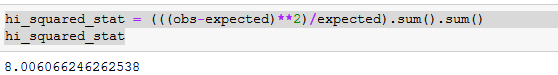 hi_squared_stat = (((obs-expected)**2)/expected).sum().sum()
hi_squared_stat
8.006066246262538